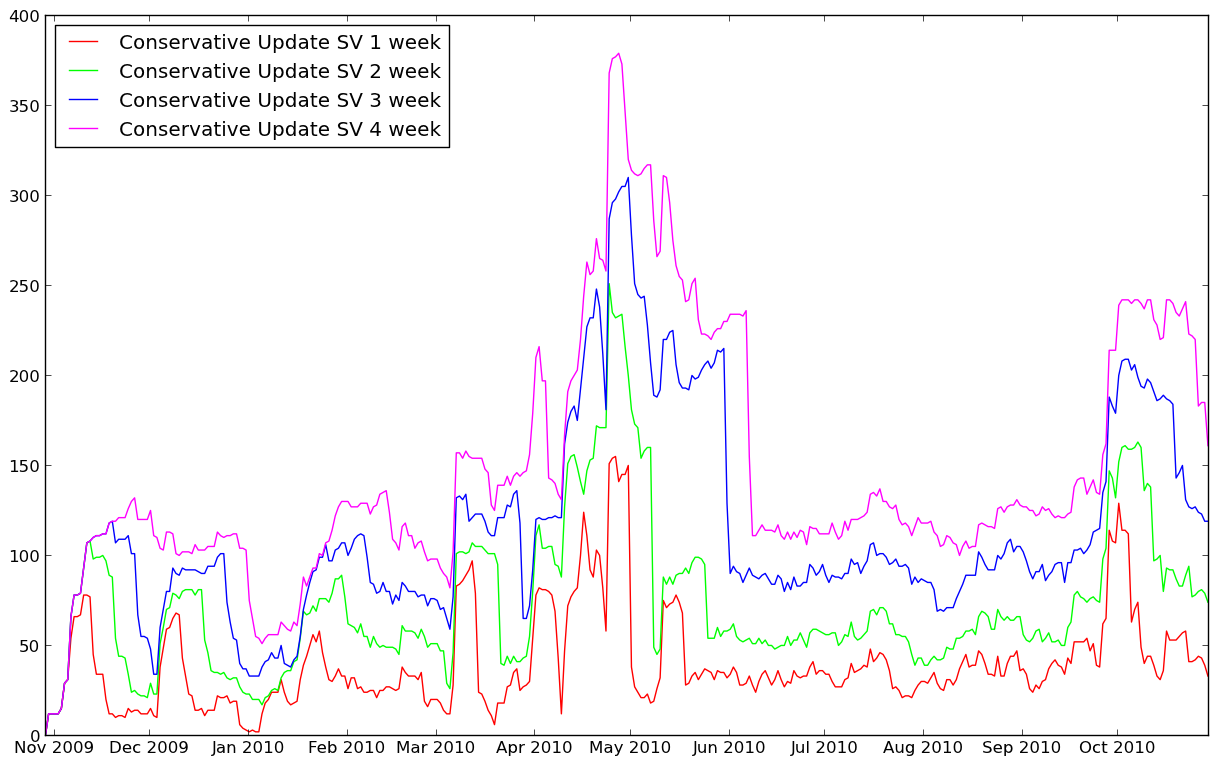 400
350
300
250
200
150
100
50
0
Conservative Update SV 1 week
Conservative Update SV 2 week
Conservative Update SV 3 week
Conservative Update SV 4 week
Nov 2009 Dec 2009 Jan 2010 Feb 2010 Mar 2010 Apr 2010 May 2010 Jun 2010 Jul 2010 Aug 2010 Sep 2010 Oct 2010